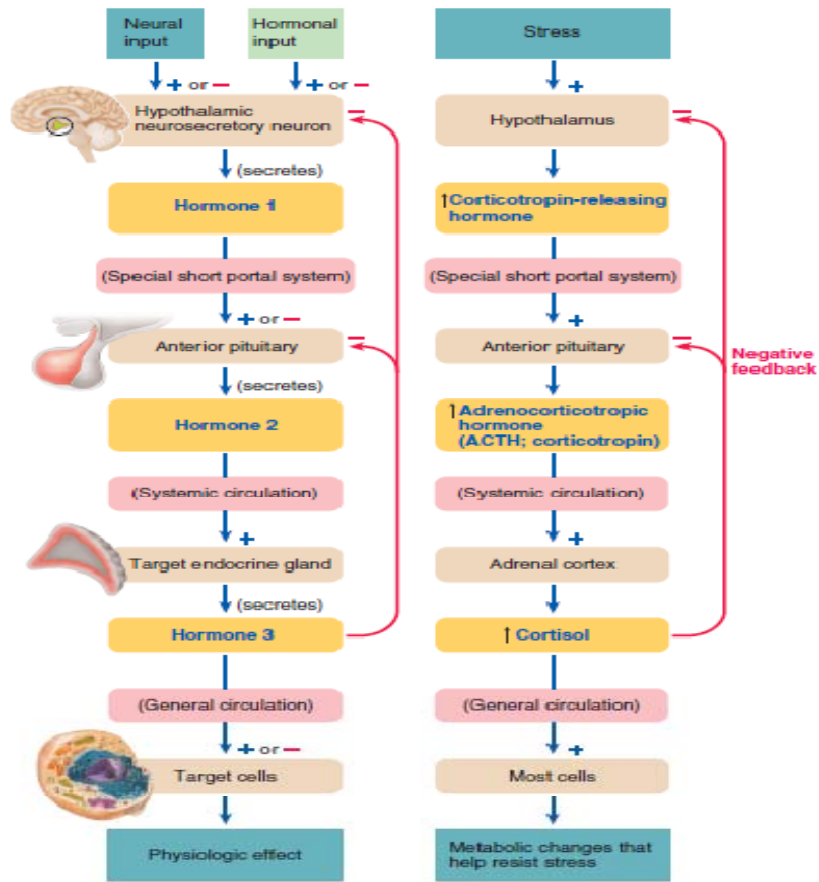 Neural
input
Hormonal
input
+ or −
+ or −
Hypothalamic
neurosecretory neuron
−
(secretes)
Hormone 1
(Special short portal system)
+ or −
Anterior pituitary
−
(secretes)
Hormone 2
(Systemic circulation)
+
Target endocrine gland
(secretes)
Hormone 3
(General circulation)
+ or −
Target cells
Physiologic effect
Stress
+
Hypothalamus
−
↑Corticotropin-releasing
hormone
(Special short portal system)
+
Anterior pituitary
−
Negative
feedback
↑Adrenocorticotropic
hormone
(ACTH; corticotropin)
(Systemic circulation)
+
Adrenal cortex
↑ Cortisol
(General circulation)
+
Most cells
Metabolic changes that
help resist stress